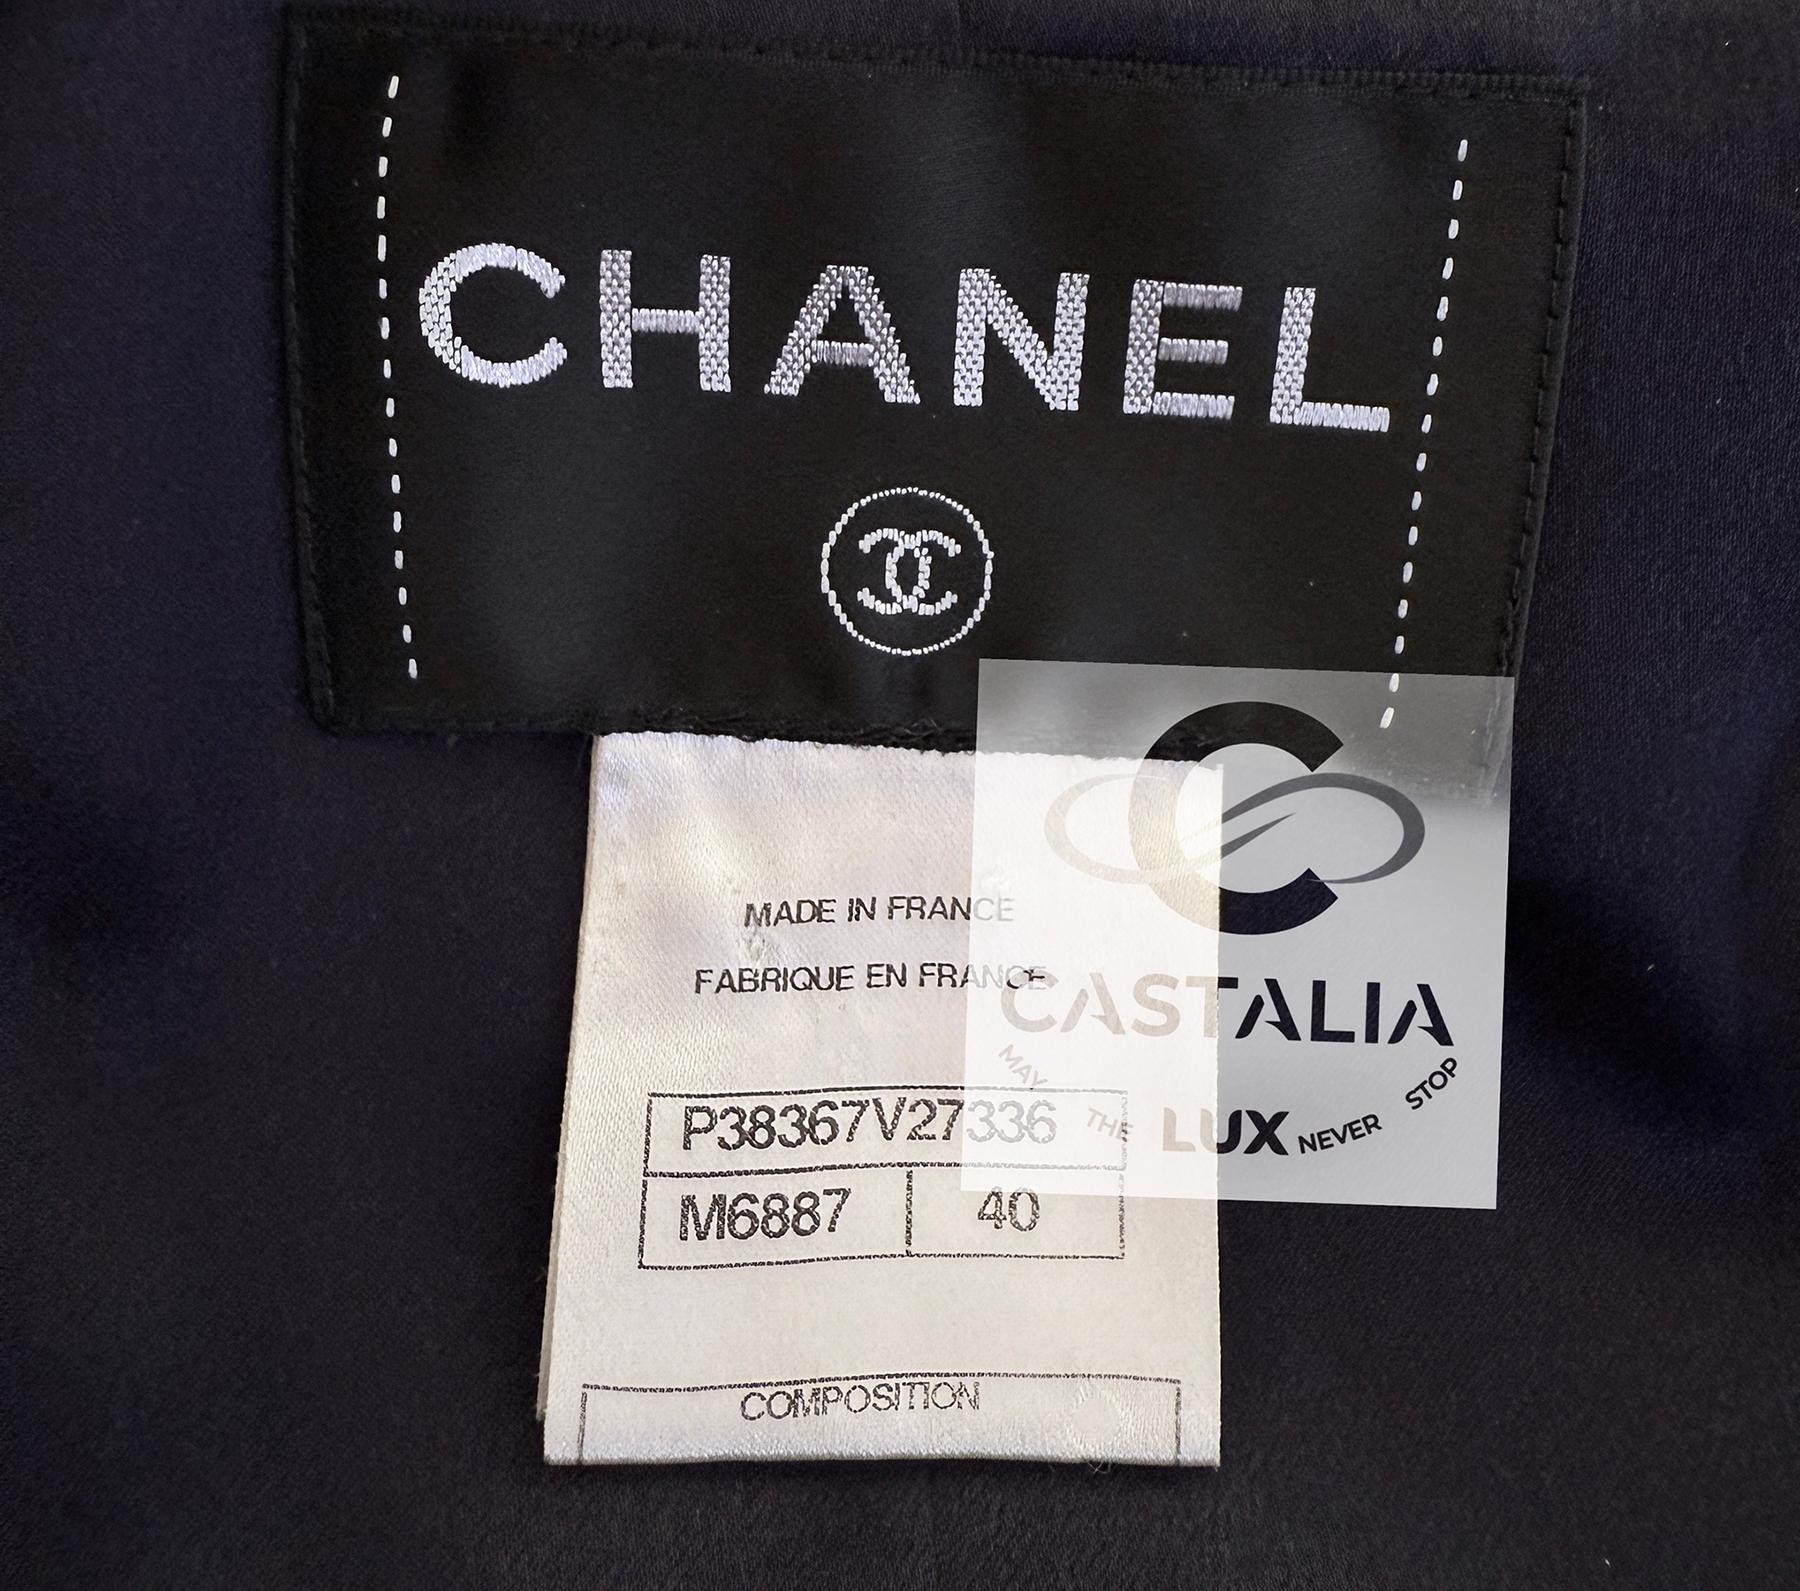 CHANEL
MADE IN FRANCE
FABRIQUE EN FRANCE
P38367V27336
M6887 40
COMPOSITION
CASTALIA
MAY THE LUX NEVER STOP